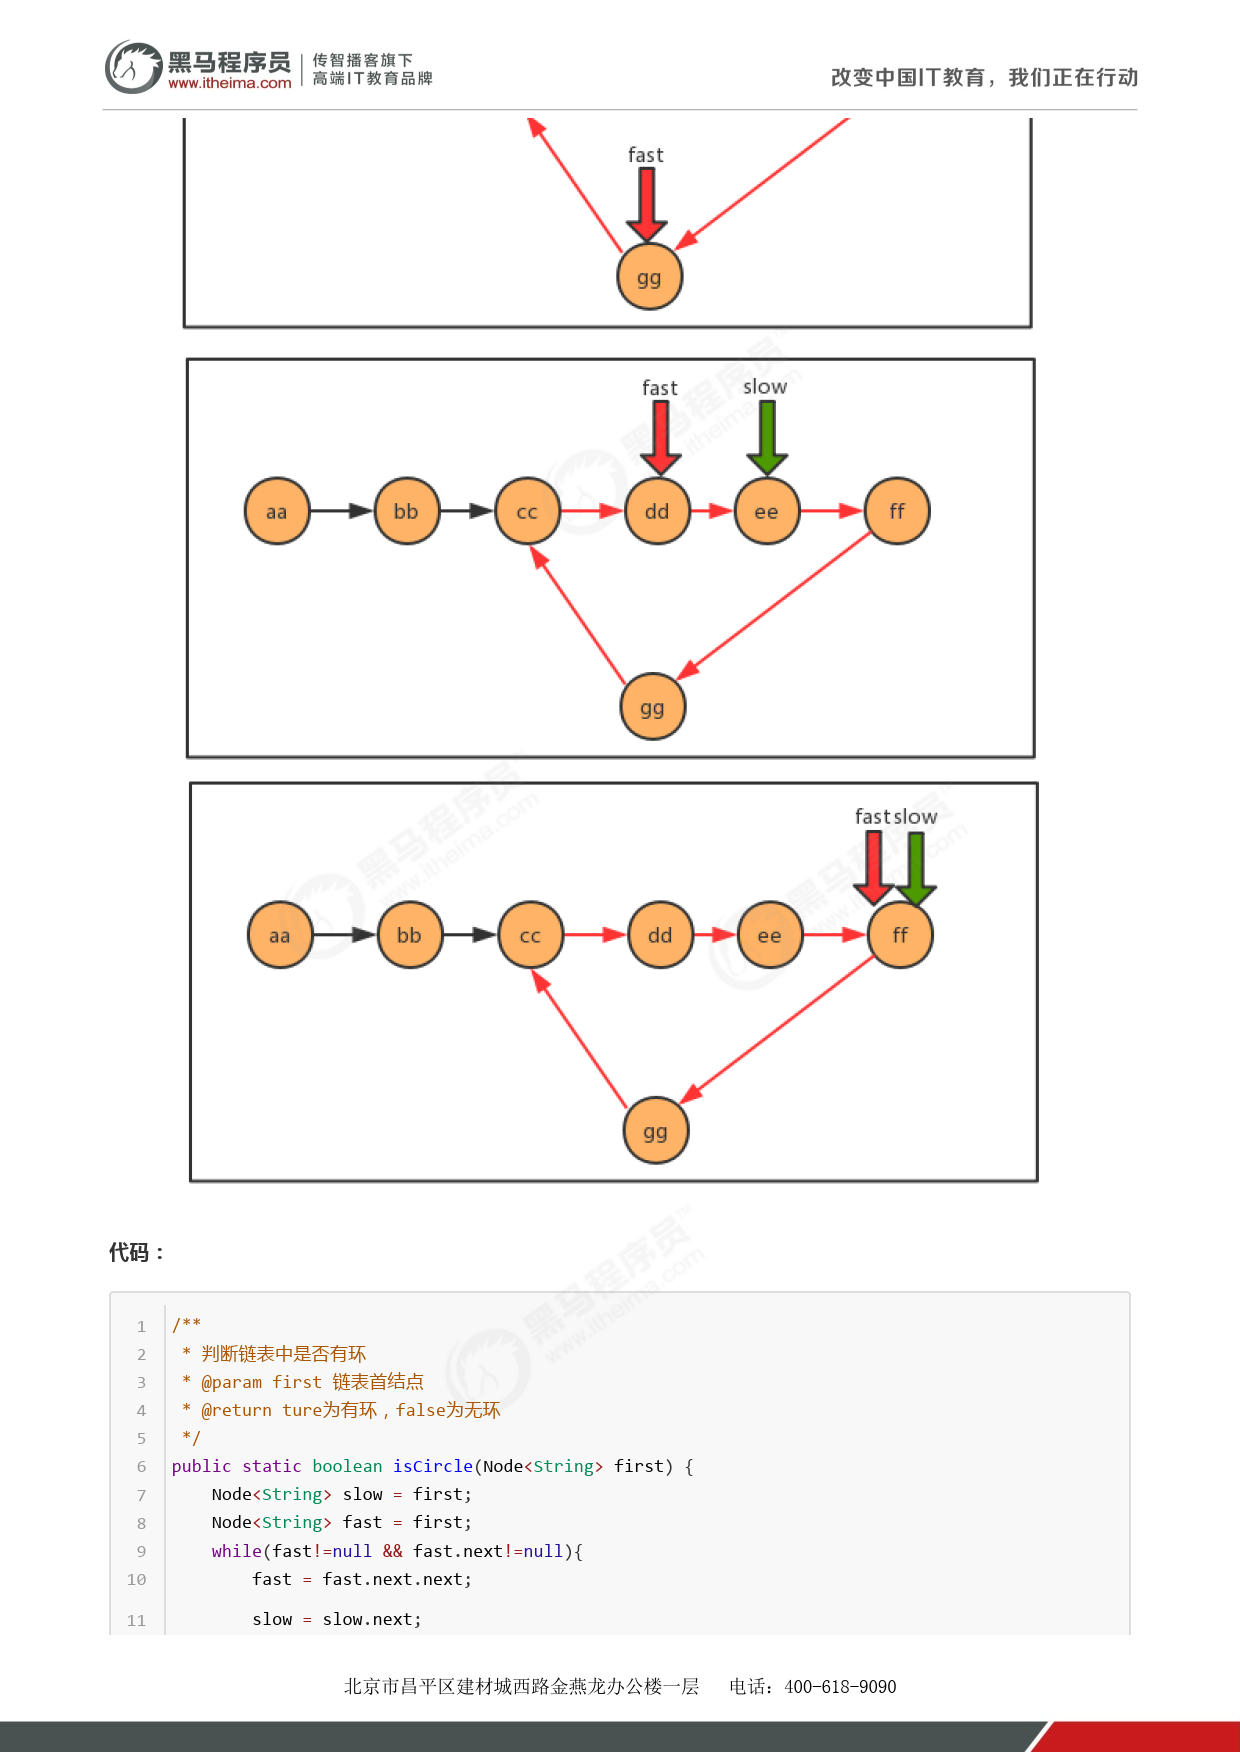 黑马程序员
www.itheima.com
传智播客旗下
高端IT教育品牌
改变中国IT教育，我们正在行动
fast
gg
fast slow
aa bb cc dd ee ff
gg
fast slow
aa bb cc dd ee ff
gg
代码：
1 /**
2 * 判断链表中是否有环
3 * @param first 链表首结点
4 * @return ture为有环，false为无环
5 */
6 public static boolean isCircle(Node<String> first) {
7 Node<String> slow = first;
8 Node<String> fast = first;
9 while(fast!=null && fast.next!=null){
10 fast = fast.next.next;
11 slow = slow.next;
北京市昌平区建材城西路金燕龙办公楼一层 电话：400-618-9090